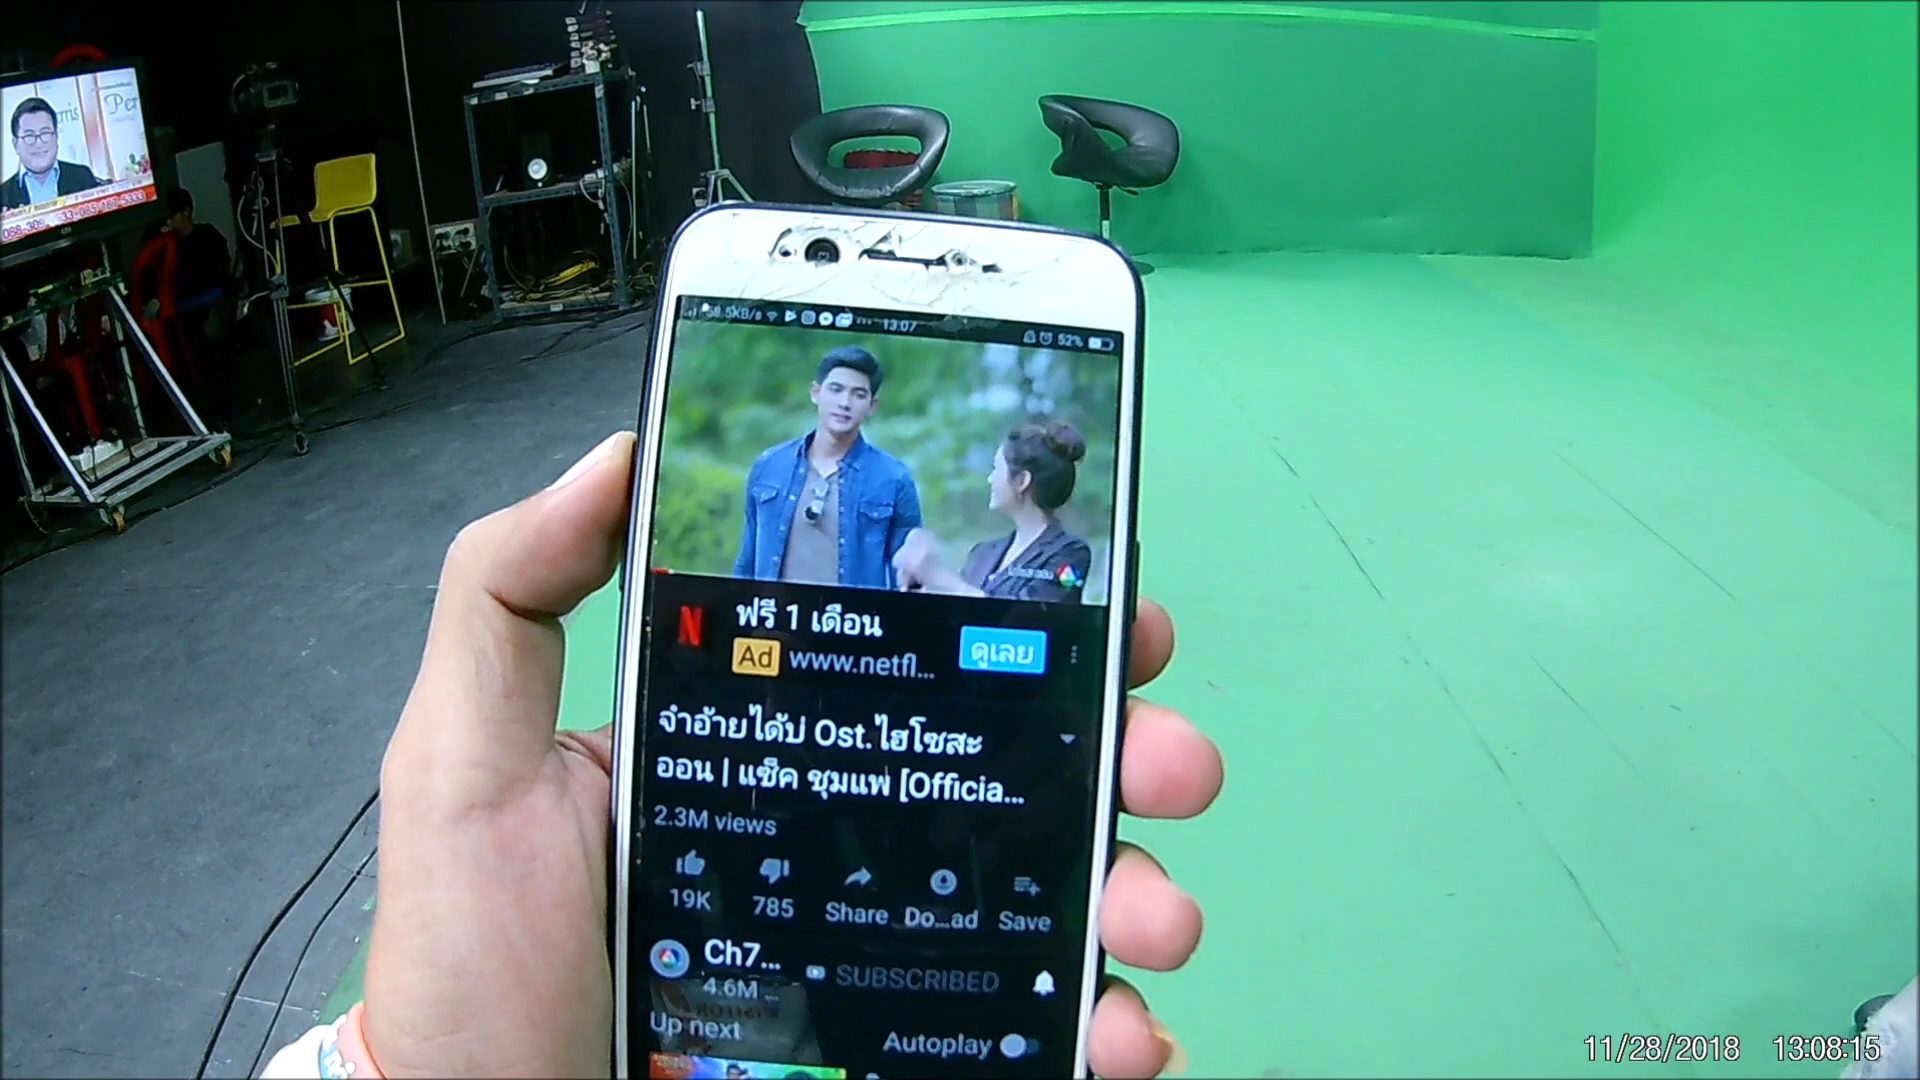 Per
erris
58.5KB/s
13:07
52%
ฟรี 1 เดือน
Ad www.netfl...
ดูเลย
จำอ้ายได้บ่ Ost.ไฮโซสะ
ออน | แซ็ค ชุมแพ [Officia...
2.3M views
19K
785
Share
Do...ad
Save
Ch7...
4.6M ...
SUBSCRIBED
Up next
Autoplay
11/28/2018 13:08:15